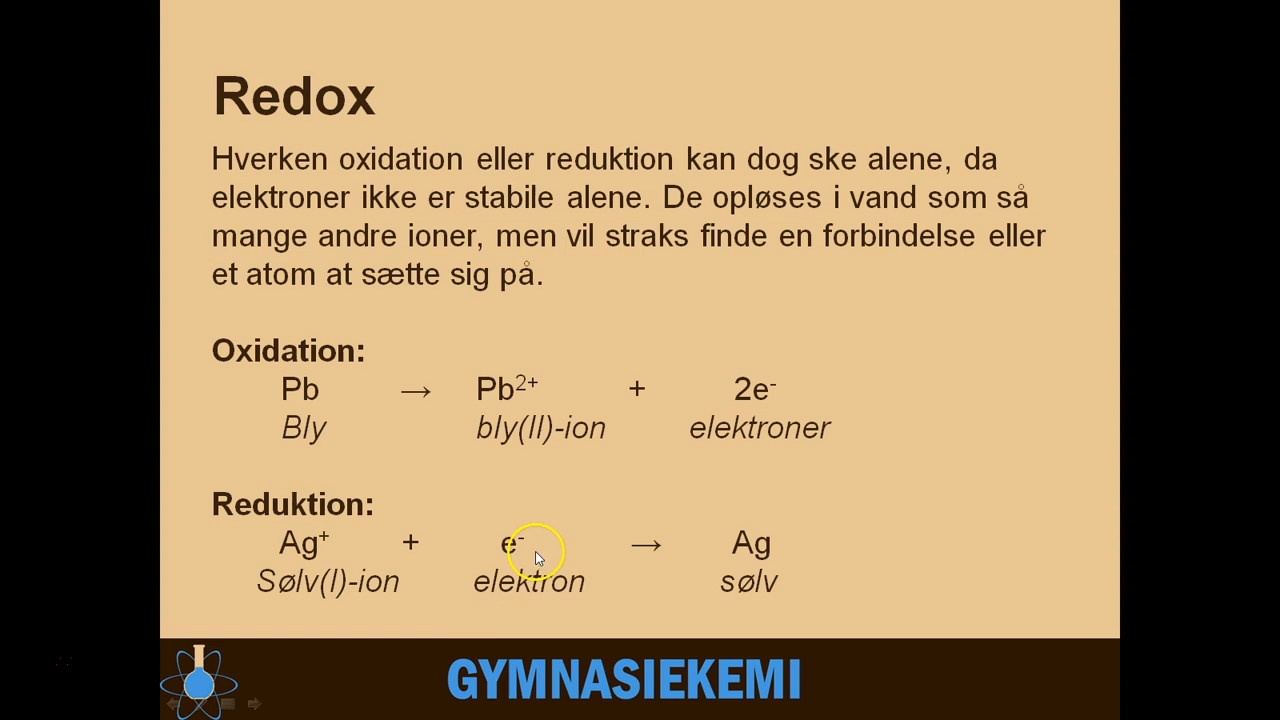 Redox
Hverken oxidation eller reduktion kan dog ske alene, da
elektroner ikke er stabile alene. De opløses i vand som så
mange andre ioner, men vil straks finde en forbindelse eller
et atom at sætte sig på.
Oxidation:
Pb → Pb²⁺ + 2e⁻
Bly bly(II)-ion elektroner
Reduktion:
Ag⁺ + e⁻ → Ag
Sølv(I)-ion elektron sølv
GYMNASIEKEMI